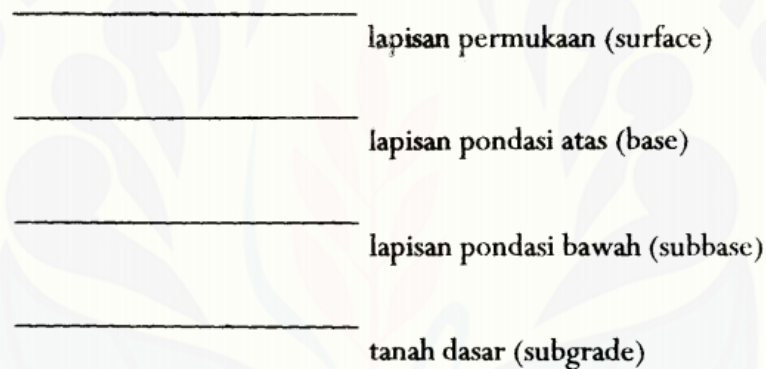 lapisan permukaan (surface)
lapisan pondasi atas (base)
lapisan pondasi bawah (subbase)
tanah dasar (subgrade)